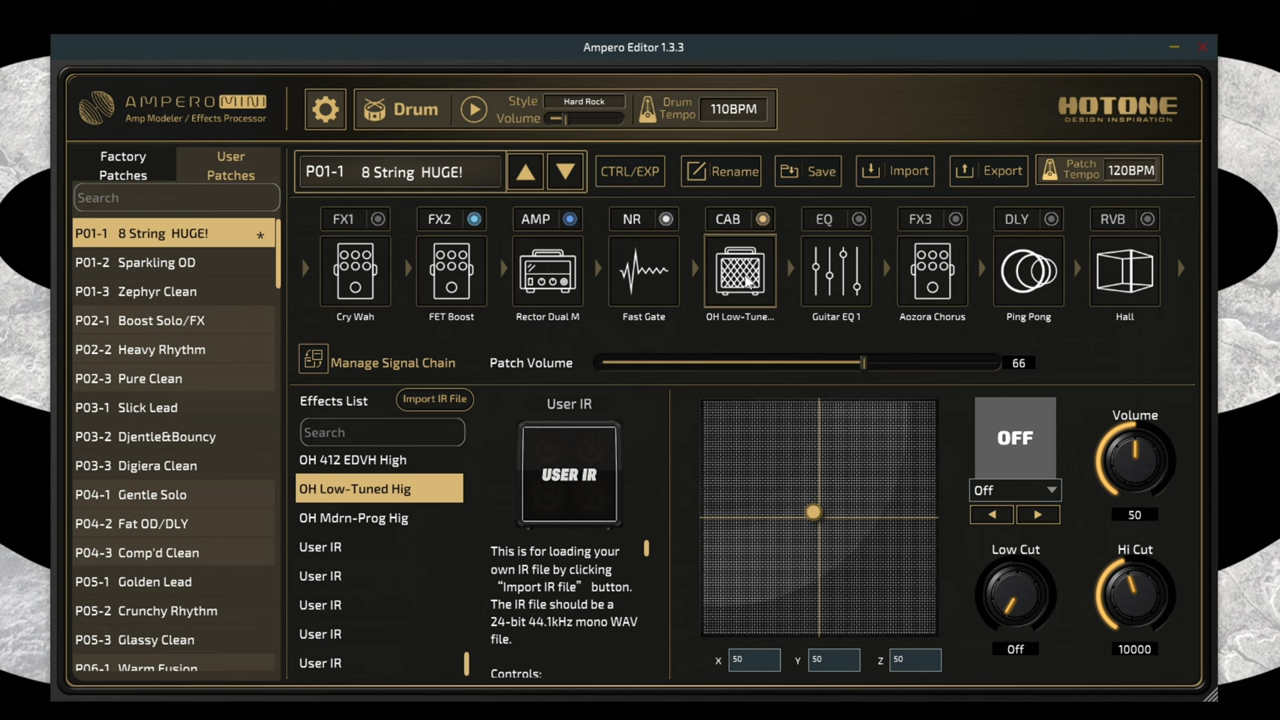 Ampero Editor 1.3.3
AMPERO MINI
Amp Modeler / Effects Processor
Drum
Style
Hard Rock
Volume
Drum
Tempo
110BPM
HOTONE
DESIGN INSPIRATION
Factory
Patches
User
Patches
Search
P01-1 8 String HUGE! *
P01-2 Sparkling OD
P01-3 Zephyr Clean
P02-1 Boost Solo/FX
P02-2 Heavy Rhythm
P02-3 Pure Clean
P03-1 Slick Lead
P03-2 Djentle&Bouncy
P03-3 Digiera Clean
P04-1 Gentle Solo
P04-2 Fat OD/DLY
P04-3 Comp'd Clean
P05-1 Golden Lead
P05-2 Crunchy Rhythm
P05-3 Glassy Clean
P06-1 Warm Fusion
P01-1 8 String HUGE!
CTRL/EXP
Rename
Save
Import
Export
Patch
Tempo
120BPM
FX1
FX2
AMP
NR
CAB
EQ
FX3
DLY
RVB
Cry Wah
FET Boost
Rector Dual M
Fast Gate
OH Low-Tune...
Guitar EQ 1
Aozora Chorus
Ping Pong
Hall
Manage Signal Chain
Patch Volume
66
Effects List
Import IR File
Search
OH 412 EDVH High
OH Low-Tuned Hig
OH Mdrn-Prog Hig
User IR
User IR
User IR
User IR
User IR
User IR
USER IR
This is for loading your
own IR file by clicking
“Import IR file” button.
The IR file should be a
24-bit 44.1kHz mono WAV
file.
Controls:
X 50
Y 50
Z 50
OFF
Off
Volume
50
Low Cut
Off
Hi Cut
10000